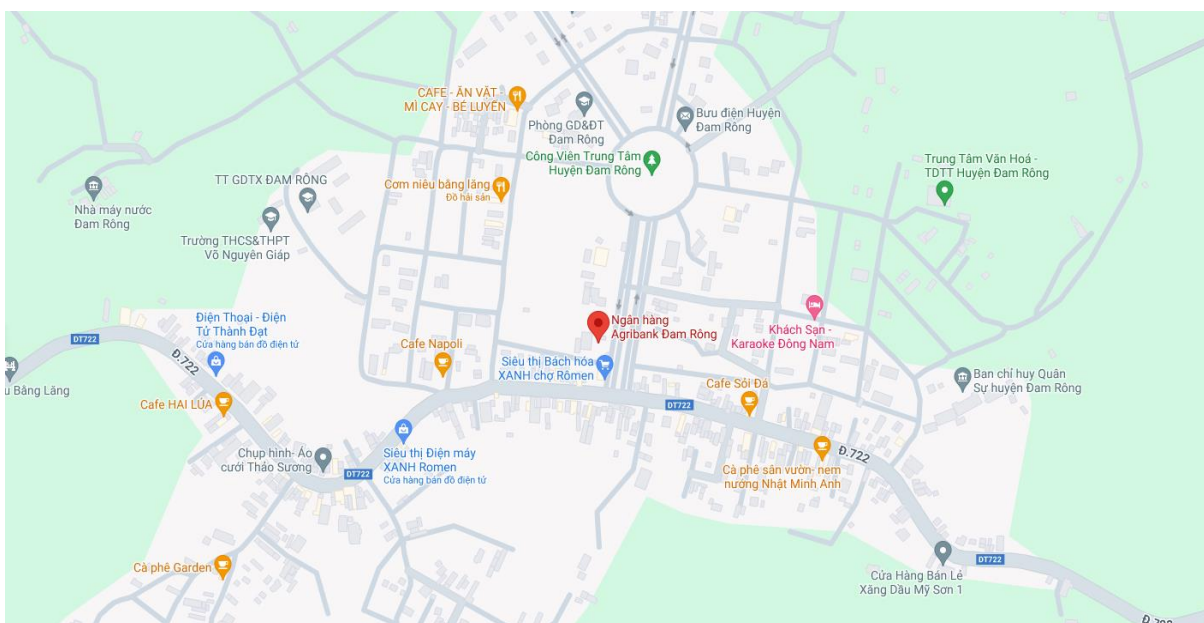 CAFE - ĂN VẶT -
MÌ CAY - BÉ LUYẾN
Phòng GD&ĐT
Đam Rông
Bưu điện Huyện
Đam Rông
Công Viên Trung Tâm
Huyện Đam Rông
Trung Tâm Văn Hoá -
TDTT Huyện Đam Rông
TT GDTX ĐAM RÔNG
Cơm niêu bằng lăng
Đồ hải sản
Nhà máy nước
Đam Rông
Trường THCS&THPT
Võ Nguyên Giáp
Điện Thoại - Điện
Tử Thành Đạt
Cửa hàng bán đồ điện tử
Ngân hàng
Agribank Đam Rông
Khách Sạn -
Karaoke Đông Nam
DT722
Đ.722
Cafe Napoli
Siêu thị Bách hóa
XANH chợ Rômen
u Bằng Lăng
Ban chỉ huy Quân
Sự huyện Đam Rông
Cafe HAI LÚA
DT722
Cafe Sỏi Đá
Chụp hình- Áo
cưới Thảo Sương
Siêu thị Điện máy
XANH Romen
Cửa hàng bán đồ điện tử
DT722
Đ.722
Cà phê sân vườn- nem
nướng Nhật Minh Anh
Cà phê Garden
DT722
Cửa Hàng Bán Lẻ
Xăng Dầu Mỹ Sơn 1